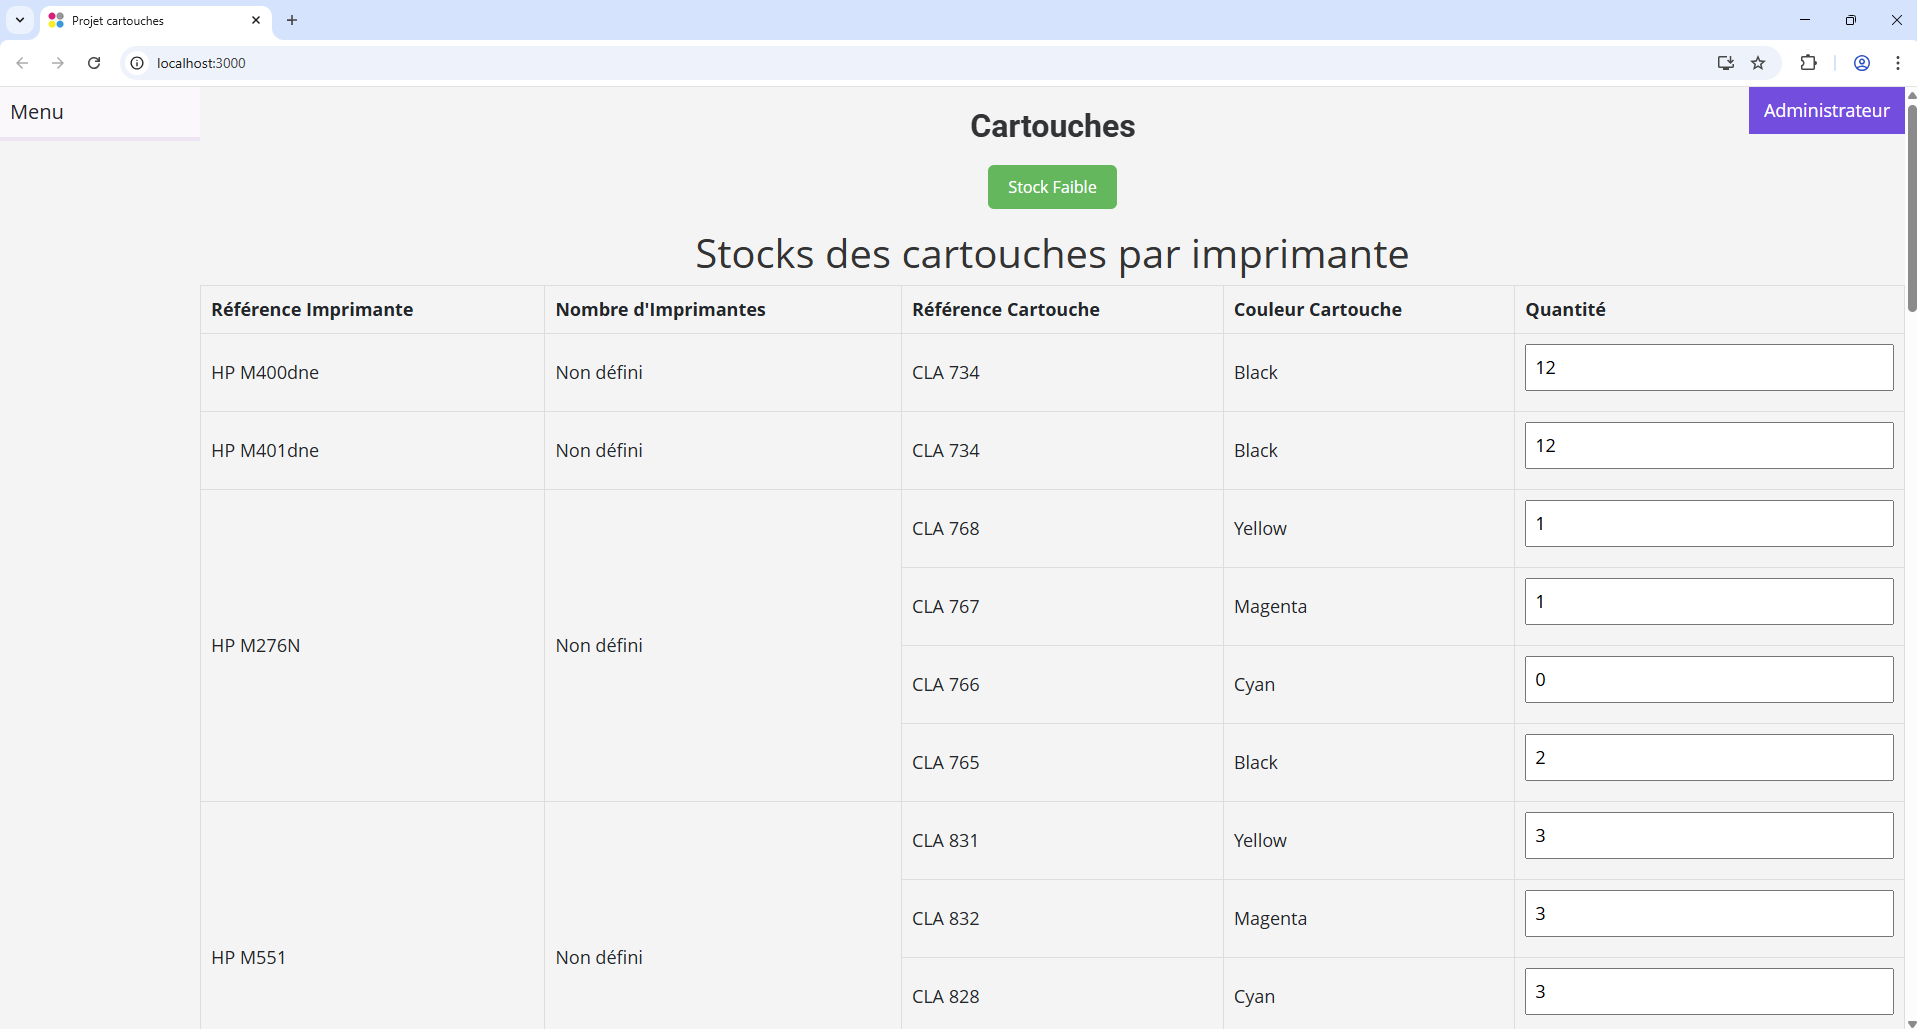 Projet cartouches
localhost:3000
Menu
Administrateur
Cartouches
Stock Faible
Stocks des cartouches par imprimante
Référence Imprimante Nombre d'Imprimantes Référence Cartouche Couleur Cartouche Quantité
HP M400dne Non défini CLA 734 Black 12
HP M401dne Non défini CLA 734 Black 12
CLA 768 Yellow 1
CLA 767 Magenta 1
HP M276N Non défini
CLA 766 Cyan 0
CLA 765 Black 2
CLA 831 Yellow 3
CLA 832 Magenta 3
HP M551 Non défini
CLA 828 Cyan 3